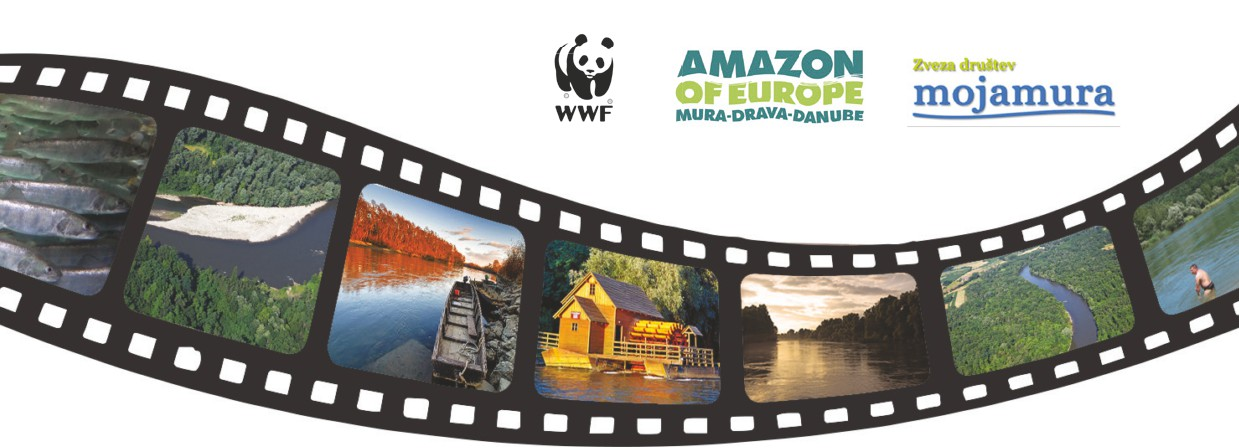 WWF
AMAZON
OF EUROPE
MURA-DRAVA-DANUBE
Zveza društev
mojamura